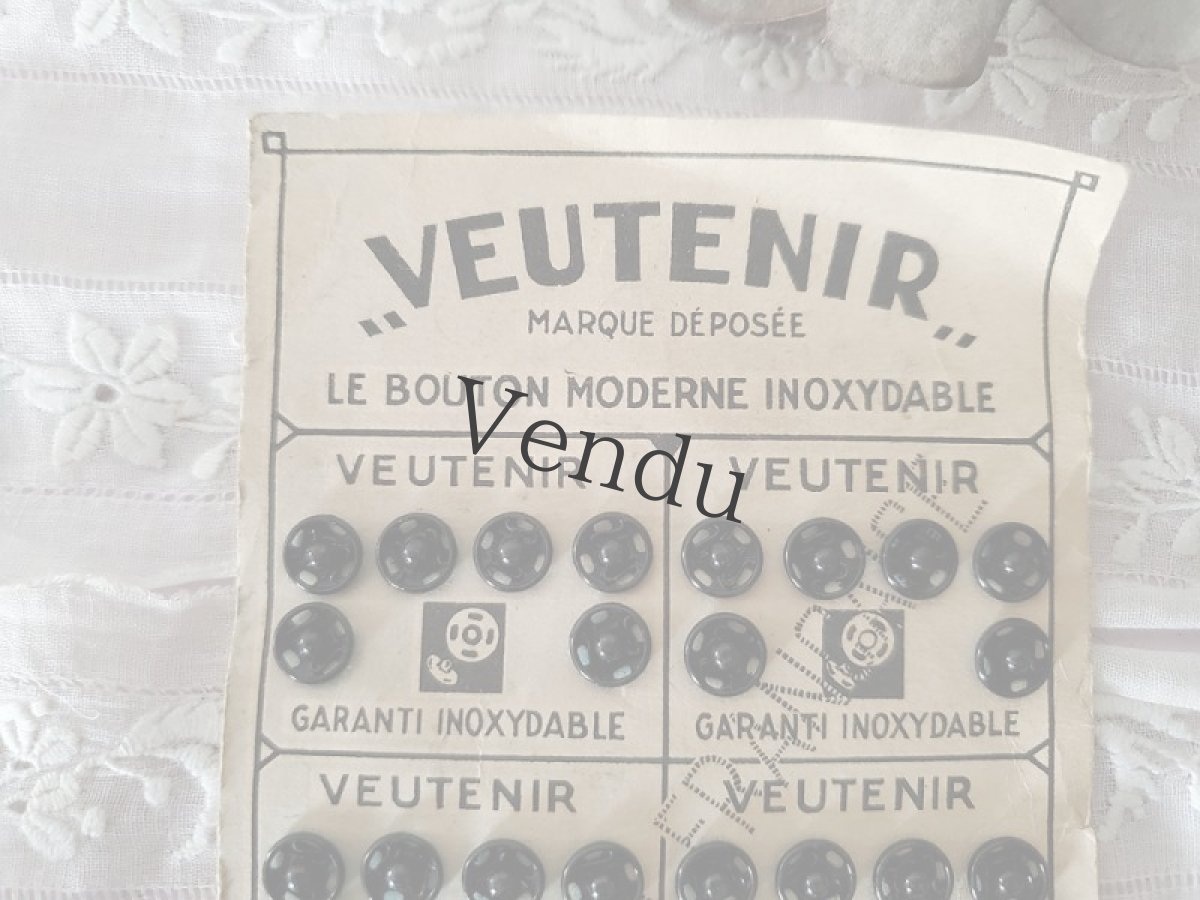 „VEUTENIR„
MARQUE DÉPOSÉE
LE BOUTON MODERNE INOXYDABLE
Vendu
VEUTENIR VEUTENIR
GARANTI INOXYDABLE GARANTI INOXYDABLE
VEUTENIR VEUTENIR